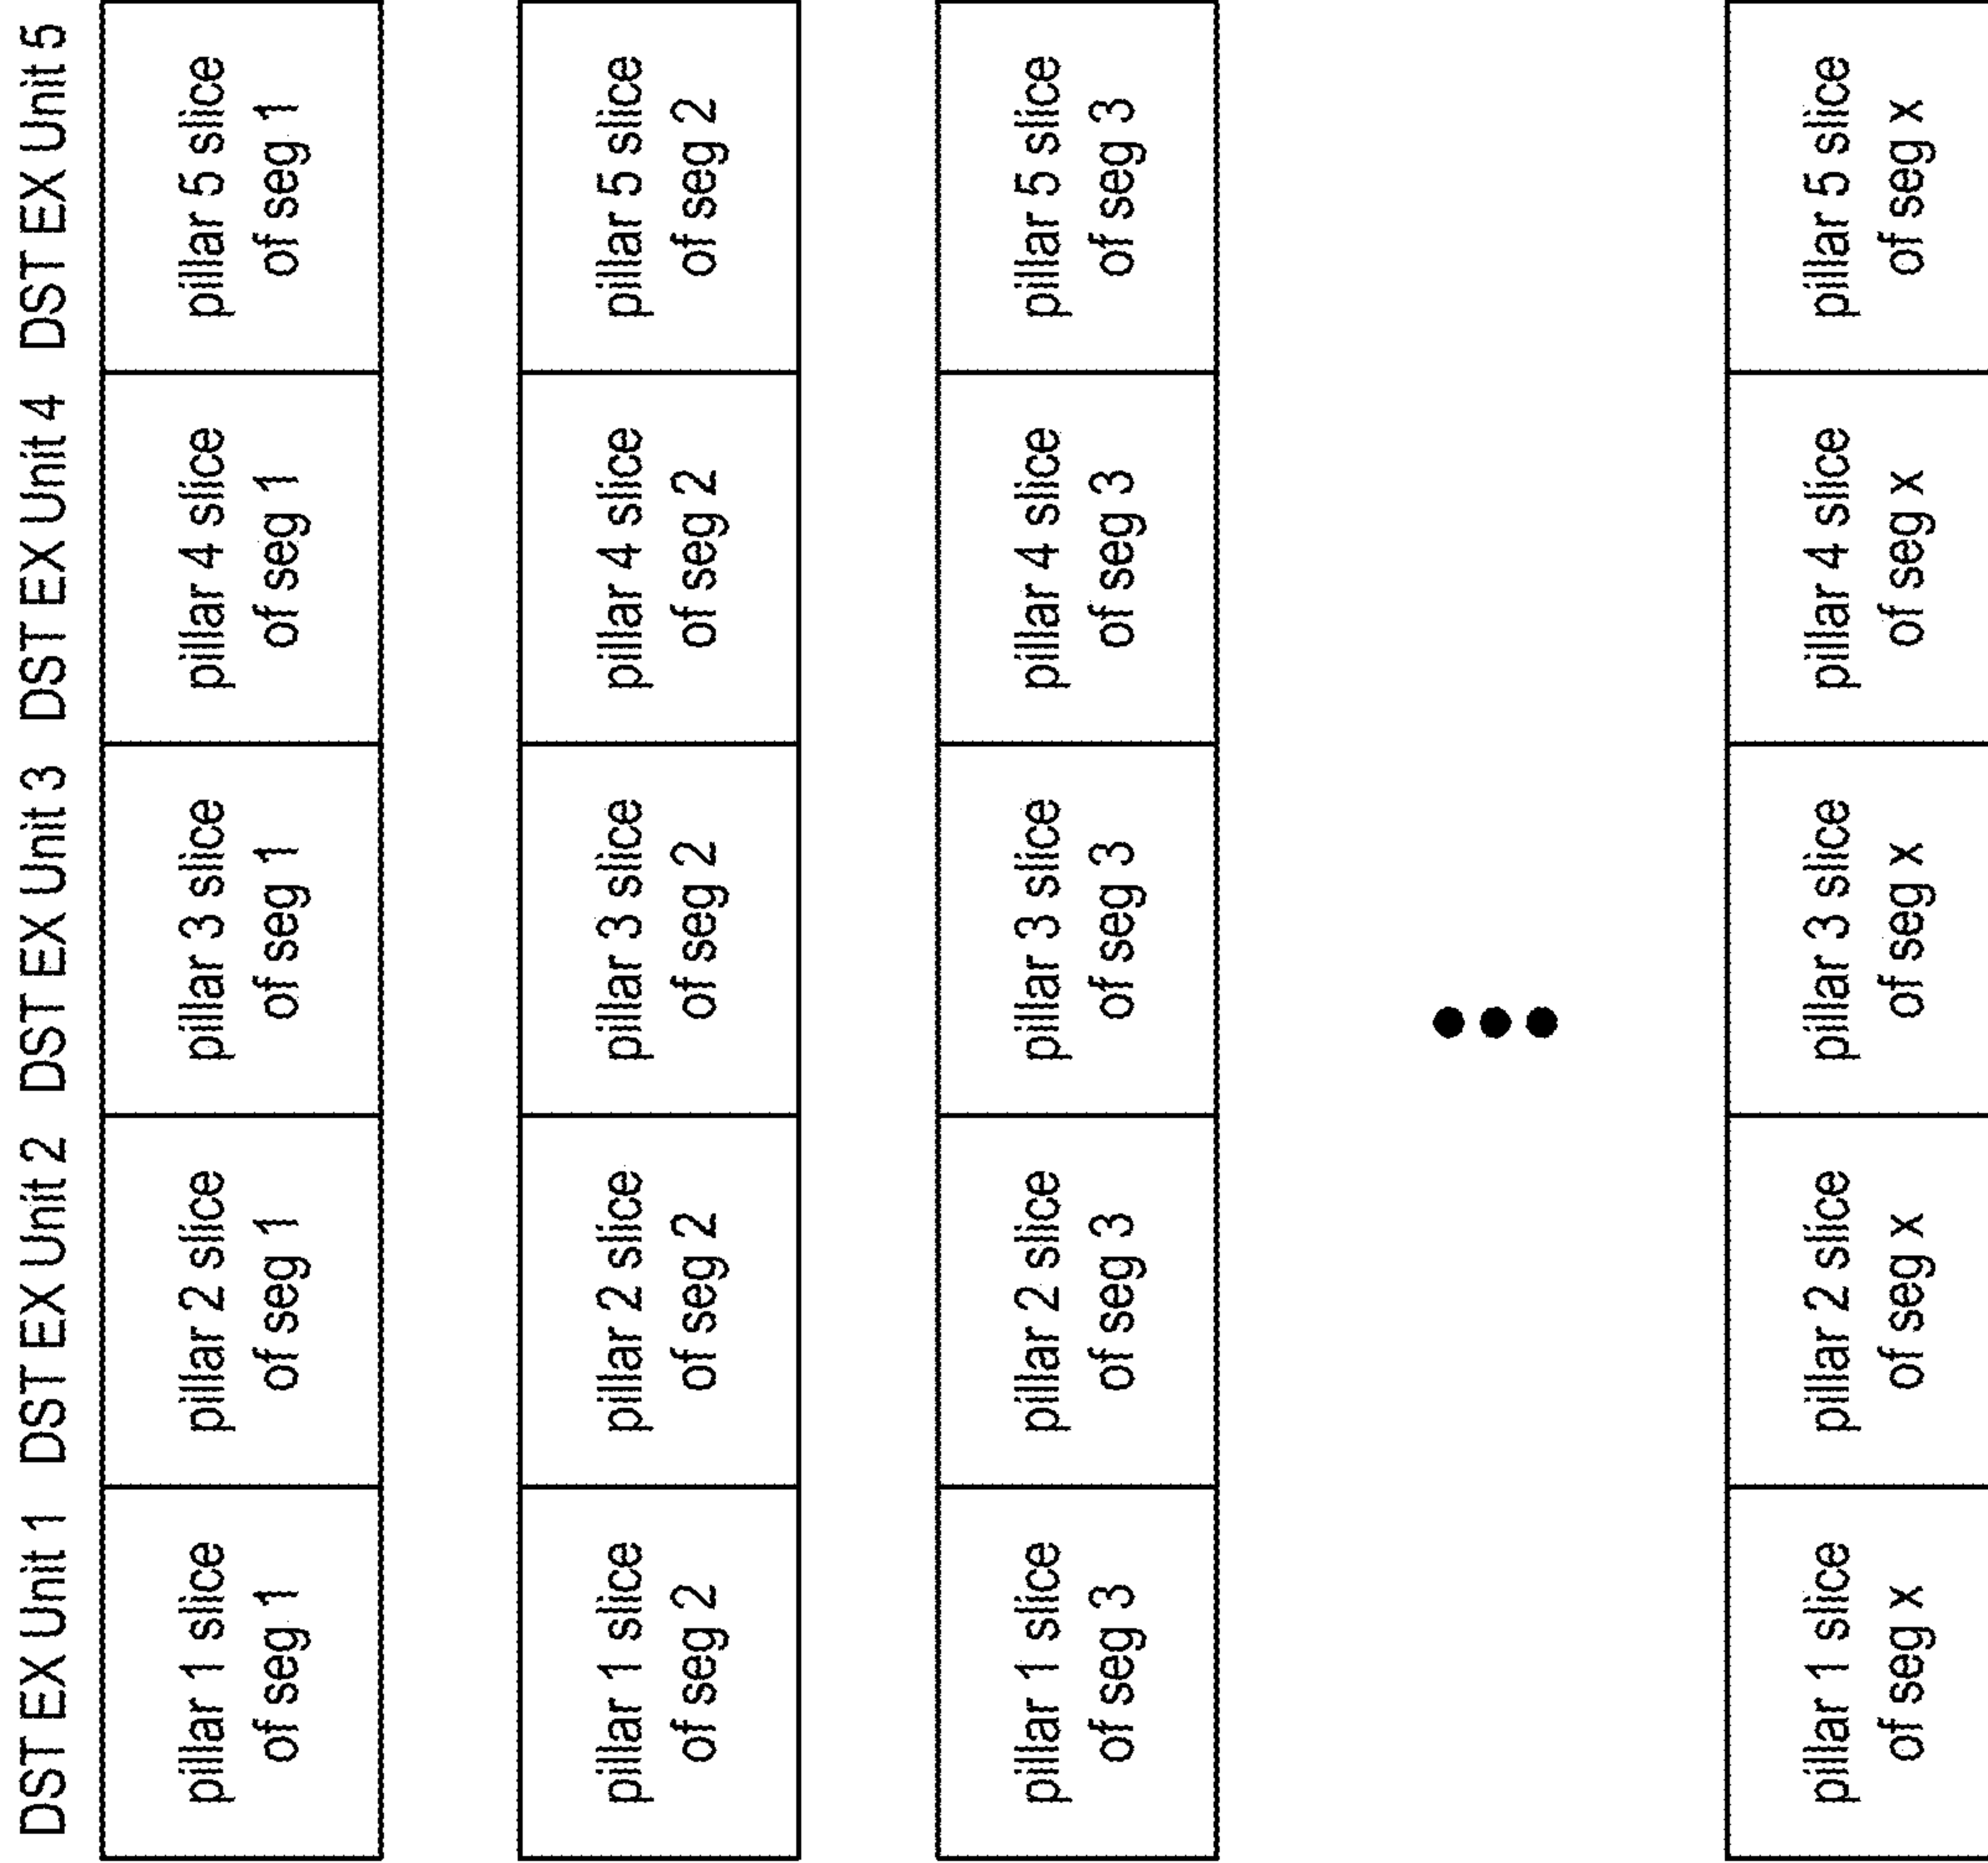 DST EX Unit 1 DST EX Unit 2 DST EX Unit 3 DST EX Unit 4 DST EX Unit 5
pillar 1 slice
of seg 1
pillar 2 slice
of seg 1
pillar 3 slice
of seg 1
pillar 4 slice
of seg 1
pillar 5 slice
of seg 1
pillar 1 slice
of seg 2
pillar 2 slice
of seg 2
pillar 3 slice
of seg 2
pillar 4 slice
of seg 2
pillar 5 slice
of seg 2
pillar 1 slice
of seg 3
pillar 2 slice
of seg 3
pillar 3 slice
of seg 3
pillar 4 slice
of seg 3
pillar 5 slice
of seg 3
pillar 1 slice
of seg x
pillar 2 slice
of seg x
pillar 3 slice
of seg x
pillar 4 slice
of seg x
pillar 5 slice
of seg x